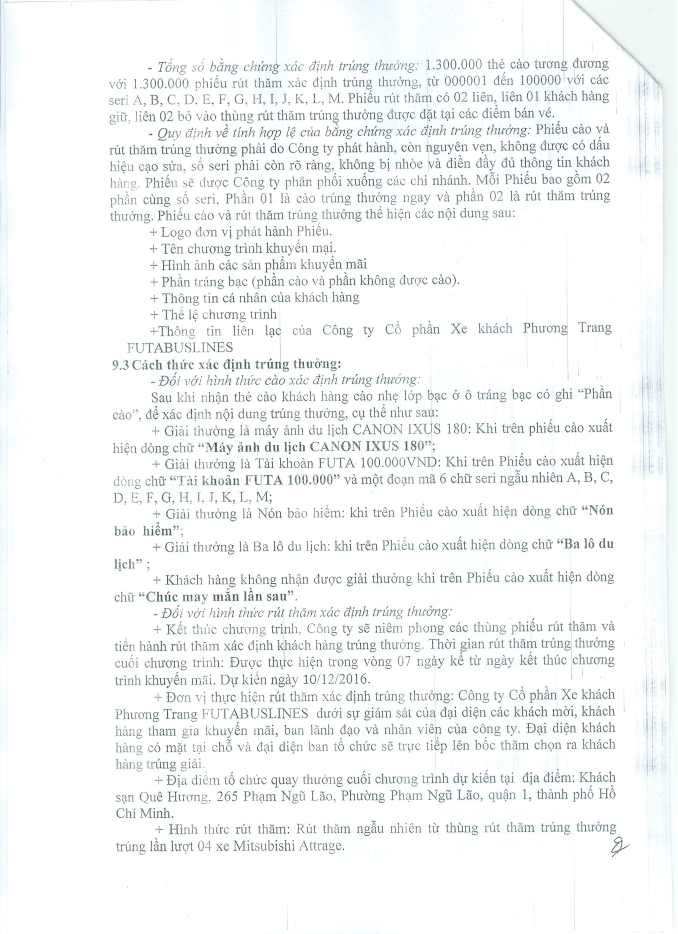 - Tổng số bằng chứng xác định trúng thưởng: 1.300.000 thẻ cào tương đương
với 1.300.000 phiếu rút thăm xác định trúng thưởng, từ 000001 đến 100000 với các
seri A, B, C, D, E, F, G, H, I, J, K, L, M. Phiếu rút thăm có 02 liên, liên 01 khách hàng
giữ, liên 02 bỏ vào thùng rút thăm trúng thưởng được đặt tại các điểm bán vé.
- Quy định về tính hợp lệ của bằng chứng xác định trúng thưởng: Phiếu cào và
rút thăm trúng thưởng phải do Công ty phát hành, còn nguyên vẹn, không được có dấu
hiệu cạo sửa, số seri phải còn rõ ràng, không bị nhòe và điền đầy đủ thông tin khách
hàng. Phiếu sẽ được Công ty phân phối xuống các chi nhánh. Mỗi Phiếu bao gồm 02
phần cùng số seri, Phần 01 là cào trúng thưởng ngay và phần 02 là rút thăm trúng
thưởng. Phiếu cào và rút thăm trúng thưởng thể hiện các nội dung sau:
+ Logo đơn vị phát hành Phiếu.
+ Tên chương trình khuyến mại.
+ Hình ảnh các sản phẩm khuyến mãi
+ Phần tráng bạc (phần cào và phần không được cào).
+ Thông tin cá nhân của khách hàng
+ Thể lệ chương trình
+Thông tin liên lạc của Công ty Cổ phần Xe khách Phương Trang
FUTABUSLINES
9.3 Cách thức xác định trúng thưởng:
- Đối với hình thức cào xác định trúng thưởng:
Sau khi nhận thẻ cào khách hàng cào nhẹ lớp bạc ở ô tráng bạc có ghi “Phần
cào”, để xác định nội dung trúng thưởng, cụ thể như sau:
+ Giải thưởng là máy ảnh du lịch CANON IXUS 180: Khi trên phiếu cào xuất
hiện dòng chữ “Máy ảnh du lịch CANON IXUS 180”;
+ Giải thưởng là Tài khoản FUTA 100.000VND: Khi trên Phiếu cào xuất hiện
dòng chữ “Tài khoản FUTA 100.000” và một đoạn mã 6 chữ seri ngẫu nhiên A, B, C,
D, E, F, G, H, I, J, K, L, M;
+ Giải thưởng là Nón bảo hiểm: khi trên Phiếu cào xuất hiện dòng chữ “Nón
bảo hiểm”;
+ Giải thưởng là Ba lô du lịch: khi trên Phiếu cào xuất hiện dòng chữ “Ba lô du
lịch” ;
+ Khách hàng không nhận được giải thưởng khi trên Phiếu cào xuất hiện dòng
chữ “Chúc may mắn lần sau”.
- Đối với hình thức rút thăm xác định trúng thưởng:
+ Kết thúc chương trình, Công ty sẽ niêm phong các thùng phiếu rút thăm và
tiến hành rút thăm xác định khách hàng trúng thưởng. Thời gian rút thăm trúng thưởng
cuối chương trình: Được thực hiện trong vòng 07 ngày kể từ ngày kết thúc chương
trình khuyến mãi. Dự kiến ngày 10/12/2016.
+ Đơn vị thực hiện rút thăm xác định trúng thưởng: Công ty Cổ phần Xe khách
Phương Trang FUTABUSLINES dưới sự giám sát của đại diện các khách mời, khách
hàng tham gia khuyến mãi, ban lãnh đạo và nhân viên của công ty. Đại diện khách
hàng có mặt tại chỗ và đại diện ban tổ chức sẽ trực tiếp lên bốc thăm chọn ra khách
hàng trúng giải.
+ Địa điểm tổ chức quay thưởng cuối chương trình dự kiến tại địa điểm: Khách
sạn Quê Hương, 265 Phạm Ngũ Lão, Phường Phạm Ngũ Lão, quận 1, thành phố Hồ
Chí Minh.
+ Hình thức rút thăm: Rút thăm ngẫu nhiên từ thùng rút thăm trúng thưởng
trúng lần lượt 04 xe Mitsubishi Attrage.